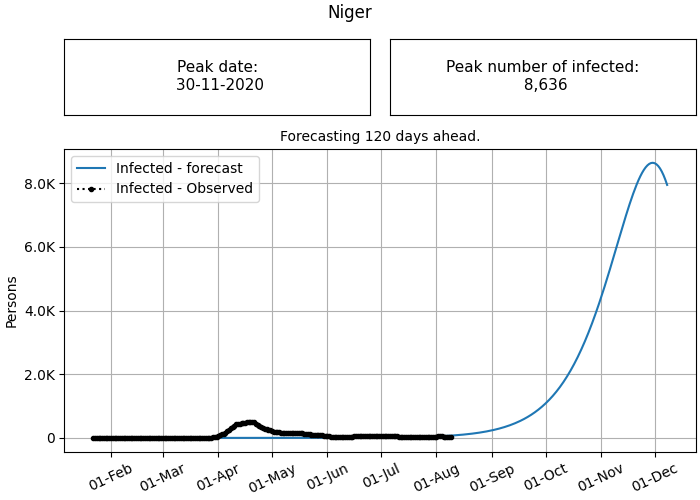 Niger
Peak date:
30-11-2020
Peak number of infected:
8,636
Forecasting 120 days ahead.
Infected - forecast
Infected - Observed
Persons
8.0K
6.0K
4.0K
2.0K
0
01-Feb
01-Mar
01-Apr
01-May
01-Jun
01-Jul
01-Aug
01-Sep
01-Oct
01-Nov
01-Dec